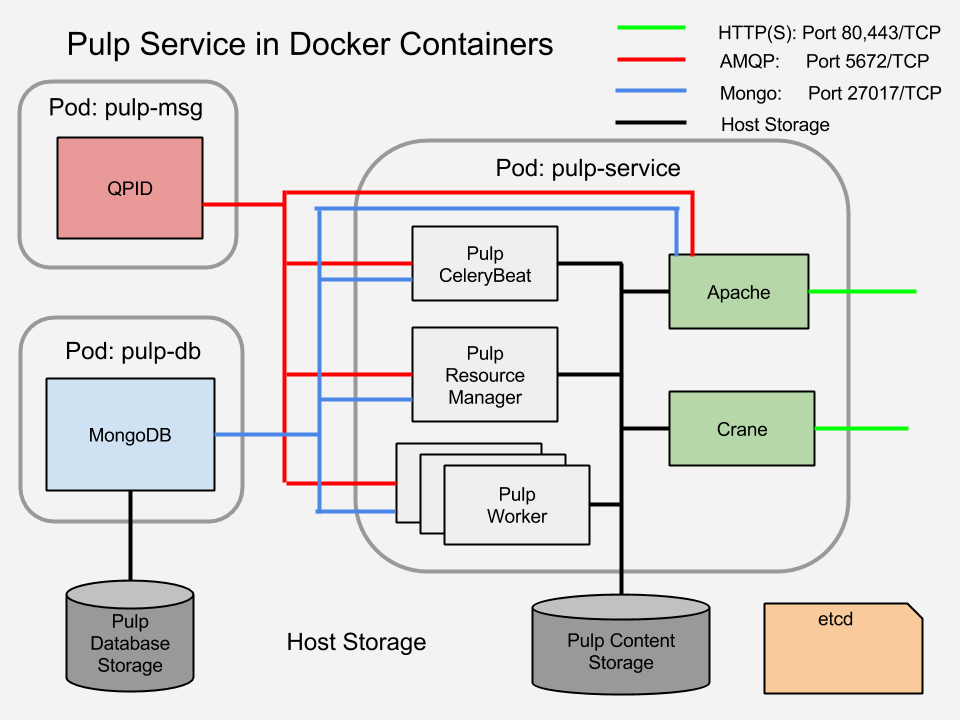 Pulp Service in Docker Containers
HTTP(S): Port 80,443/TCP
AMQP: Port 5672/TCP
Mongo: Port 27017/TCP
Host Storage
Pod: pulp-msg
QPID
Pod: pulp-service
Pulp
CeleryBeat
Apache
Pod: pulp-db
MongoDB
Pulp
Resource
Manager
Crane
Pulp
Worker
Pulp
Database
Storage
Host Storage
Pulp Content
Storage
etcd